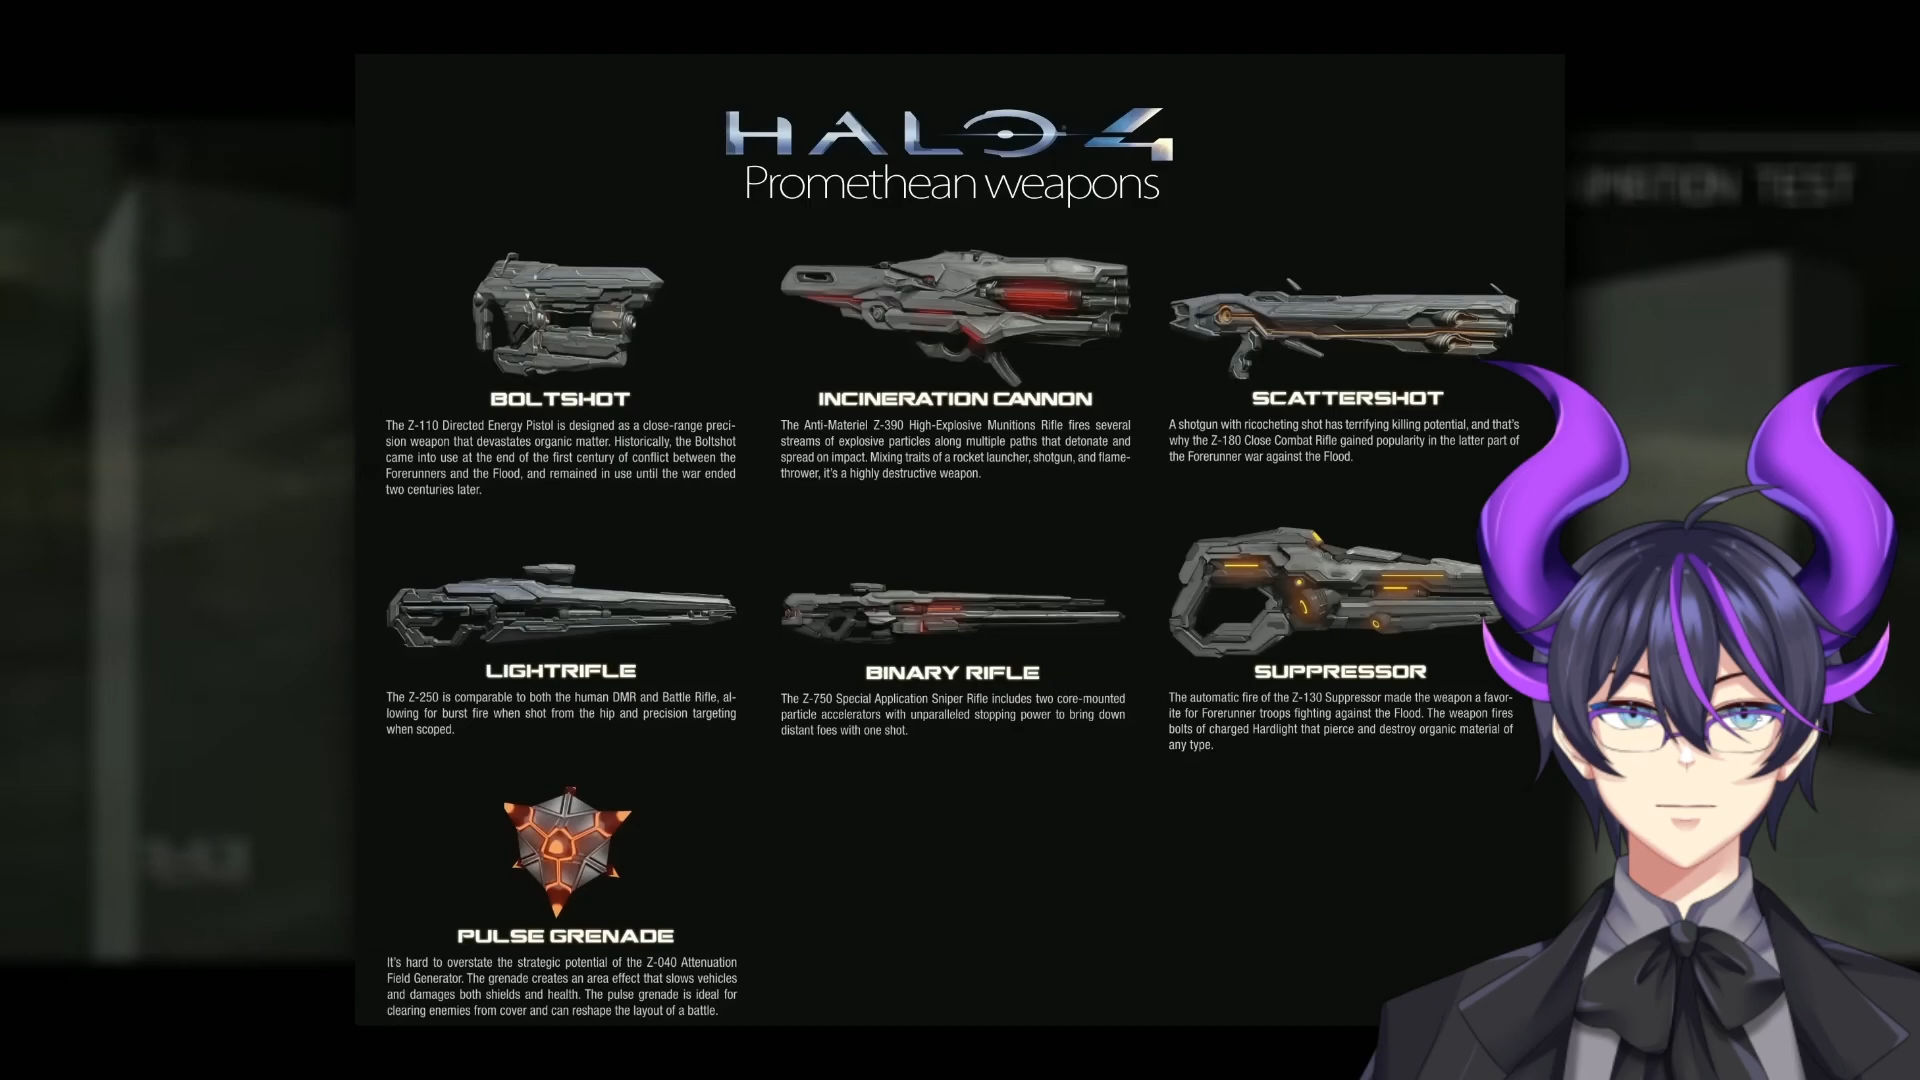 HALO 4
Promethean weapons
BOLTSHOT
The Z-110 Directed Energy Pistol is designed as a close-range preci-
sion weapon that devastates organic matter. Historically, the Boltshot
came into use at the end of the first century of conflict between the
Forerunners and the Flood, and remained in use until the war ended
two centuries later.
INCINERATION CANNON
The Anti-Materiel Z-390 High-Explosive Munitions Rifle fires several
streams of explosive particles along multiple paths that detonate and
spread on impact. Mixing traits of a rocket launcher, shotgun, and flame-
thrower, it's a highly destructive weapon.
SCATTERSHOT
A shotgun with ricocheting shot has terrifying killing potential, and that's
why the Z-180 Close Combat Rifle gained popularity in the latter part of
the Forerunner war against the Flood.
LIGHTRIFLE
The Z-250 is comparable to both the human DMR and Battle Rifle, al-
lowing for burst fire when shot from the hip and precision targeting
when scoped.
BINARY RIFLE
The Z-750 Special Application Sniper Rifle includes two core-mounted
particle accelerators with unparalleled stopping power to bring down
distant foes with one shot.
SUPPRESSOR
The automatic fire of the Z-130 Suppressor made the weapon a favor-
ite for Forerunner troops fighting against the Flood. The weapon fires
bolts of charged Hardlight that pierce and destroy organic material of
any type.
PULSE GRENADE
It's hard to overstate the strategic potential of the Z-040 Attenuation
Field Generator. The grenade creates an area effect that slows vehicles
and damages both shields and health. The pulse grenade is ideal for
clearing enemies from cover and can reshape the layout of a battle.